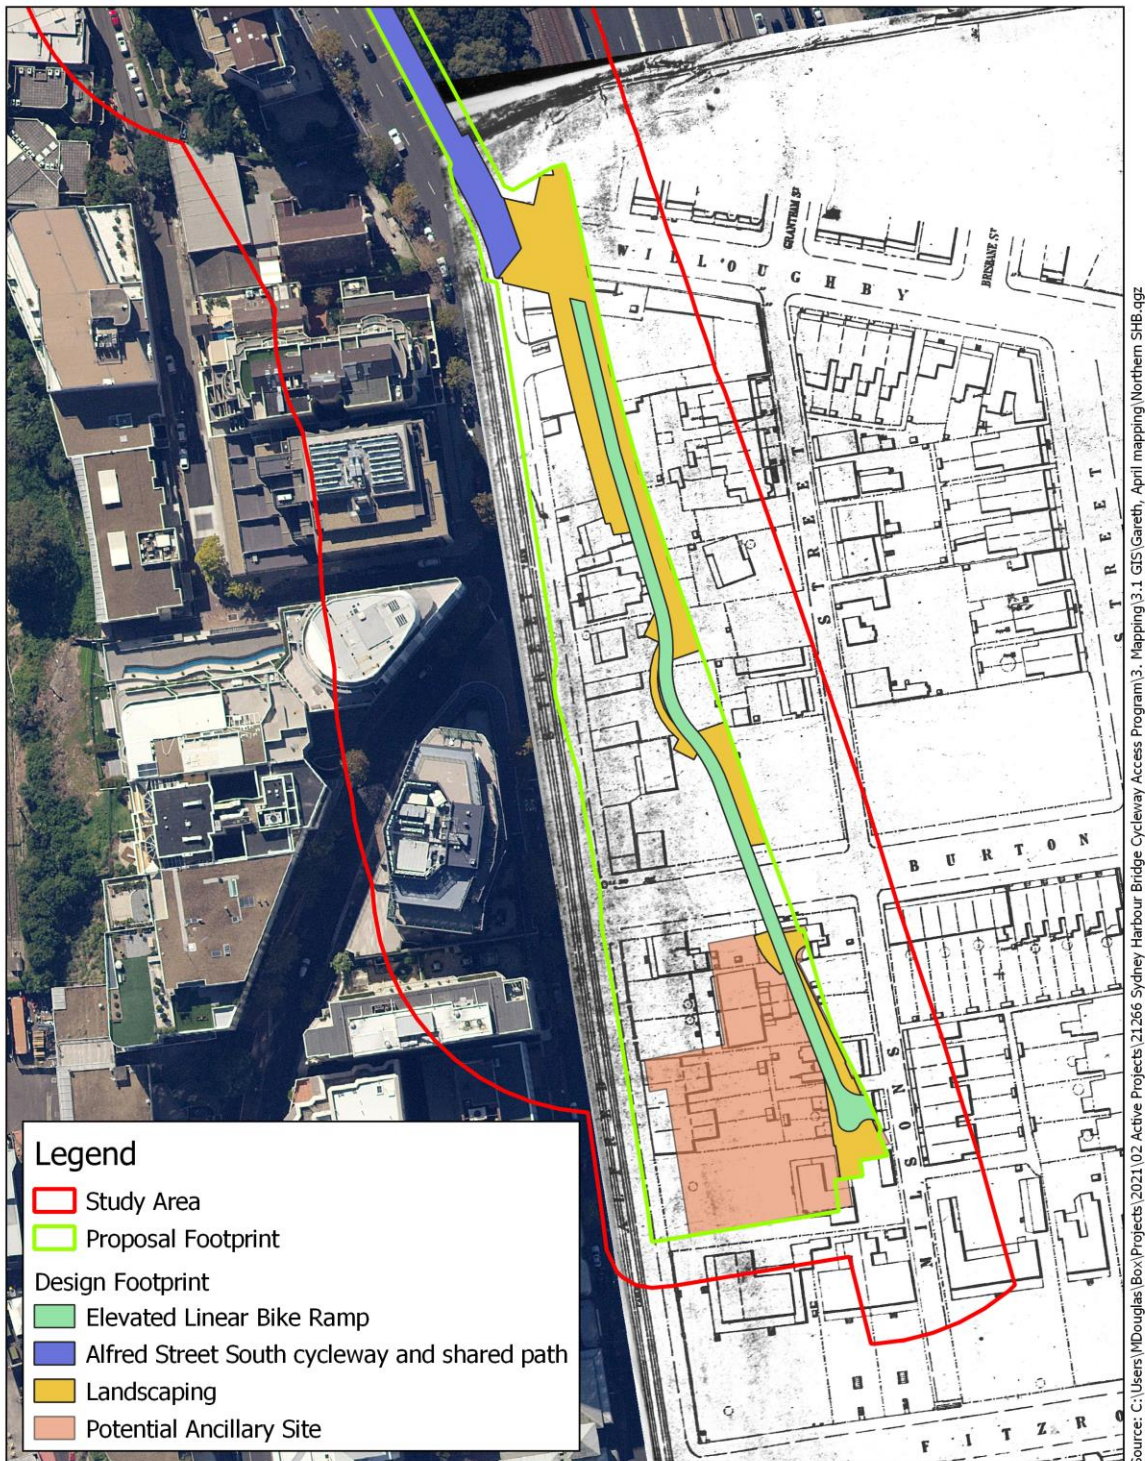 GRANTHAM ST
WILLOUGHBY
BRISBANE ST
STREET
STREET
BURTON
MILSONS
FITZRO
Legend
Study Area
Proposal Footprint
Design Footprint
Elevated Linear Bike Ramp
Alfred Street South cycleway and shared path
Landscaping
Potential Ancillary Site
Source: C:\Users\MDouglas\Box\Projects\2021\02 Active Projects\21266 Sydney Harbour Bridge Cycleway Access Program\3. Mapping\3.1 GIS\Gareth, April mapping\Northern SHB.qgz